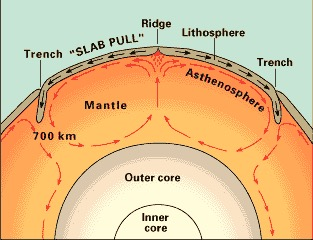 Ridge
Lithosphere
Trench "SLAB PULL"
Trench
Asthenosphere
Mantle
700 km
Outer core
Inner
core